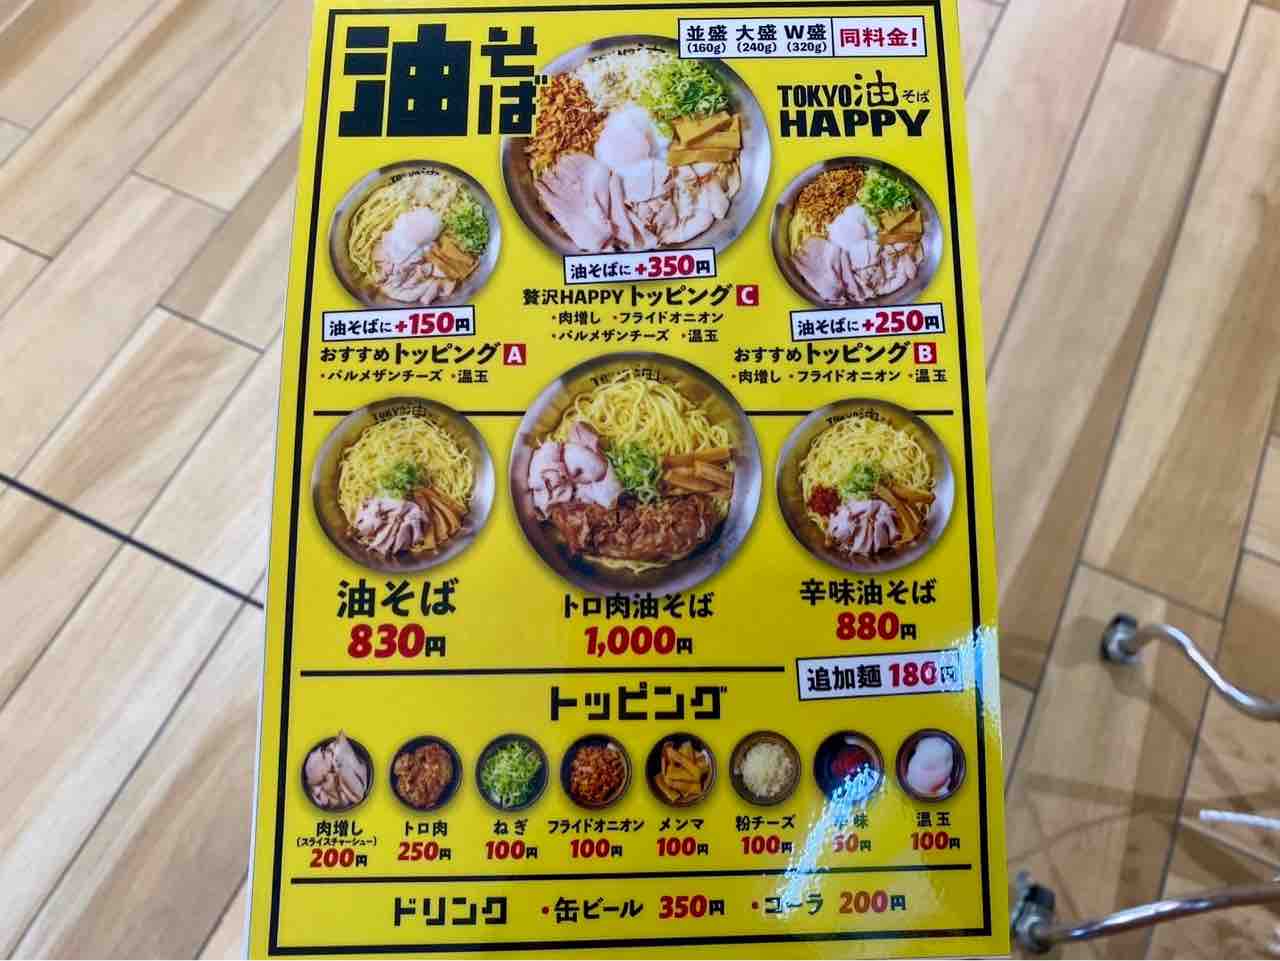 油そば
並盛 大盛 W盛 同料金!
(160g) (240g) (320g)
TOKYO油そば
HAPPY
油そばに+350円
贅沢HAPPYトッピングC
・肉増し ・フライドオニオン
・パルメザンチーズ ・温玉
油そばに+150円
おすすめトッピングA
・パルメザンチーズ ・温玉
油そばに+250円
おすすめトッピングB
・肉増し ・フライドオニオン ・温玉
油そば
830円
トロ肉油そば
1,000円
辛味油そば
880円
追加麺 180円
トッピング
肉増し
(スライスチャーシュー)
200円
トロ肉
250円
ねぎ
100円
フライドオニオン
100円
メンマ
100円
粉チーズ
100円
辛味
50円
温玉
100円
ドリンク ・缶ビール 350円 ・コーラ 200円